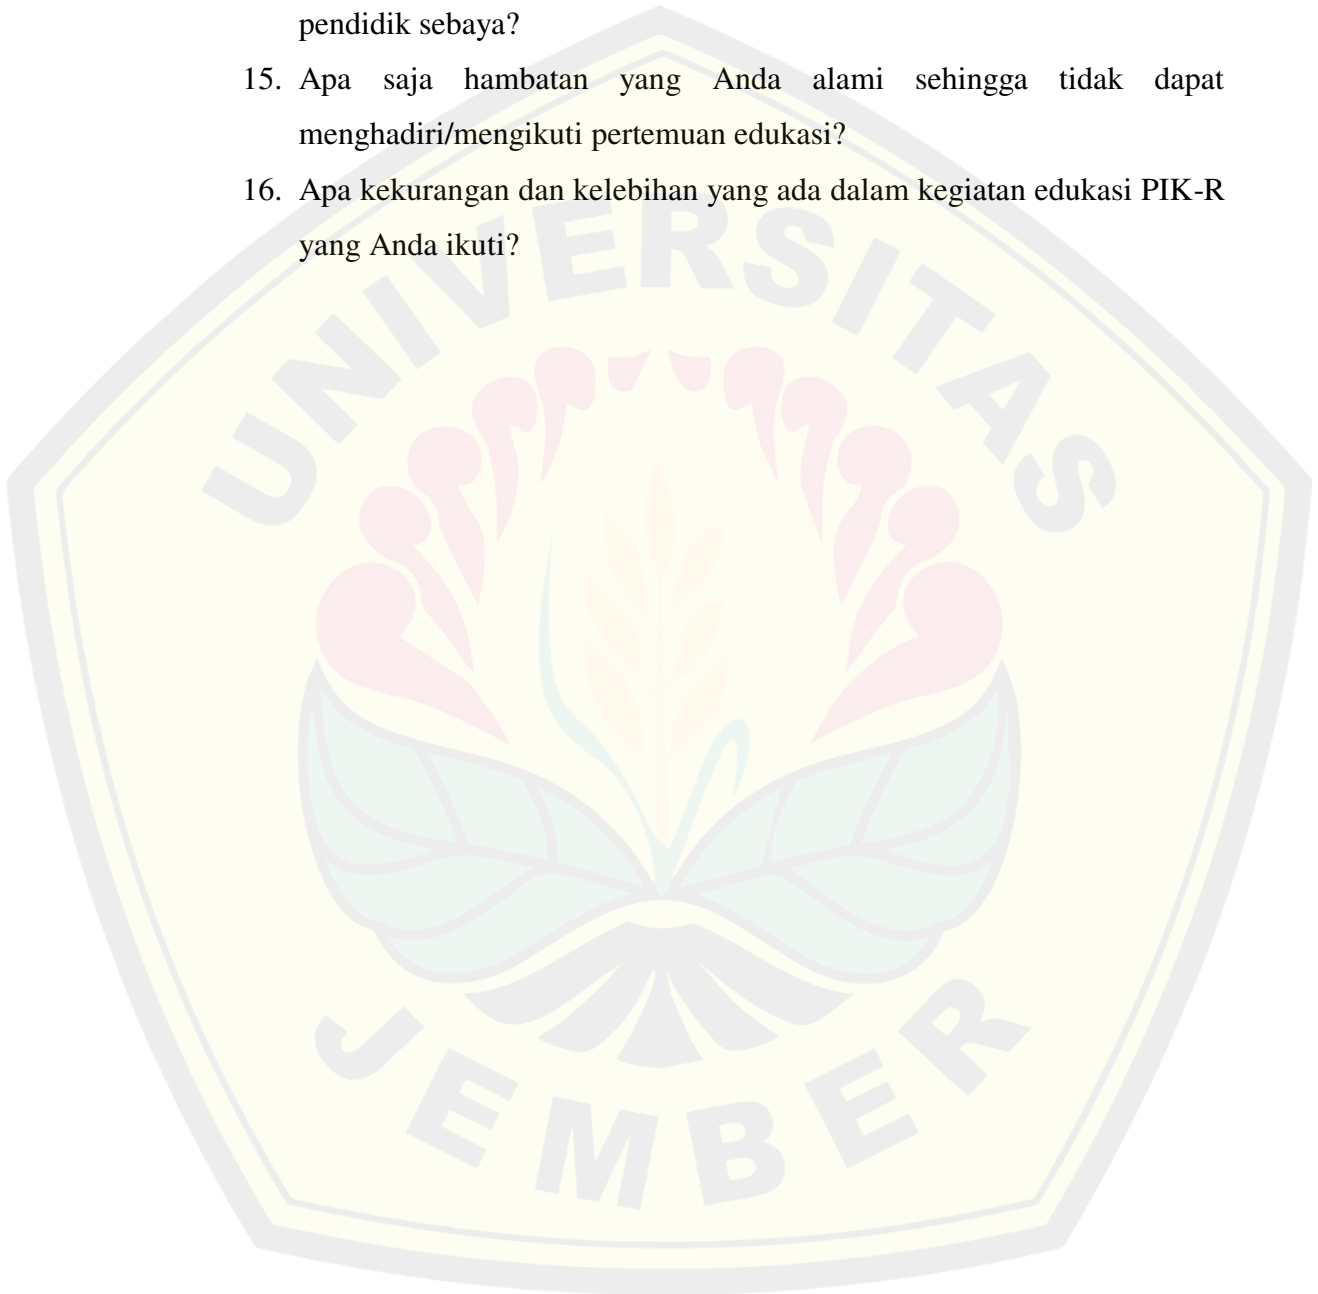 pendidik sebaya?
15. Apa saja hambatan yang Anda alami sehingga tidak dapat
menghadiri/mengikuti pertemuan edukasi?
16. Apa kekurangan dan kelebihan yang ada dalam kegiatan edukasi PIK-R
yang Anda ikuti?
UNIVERSITAS
JEMBER